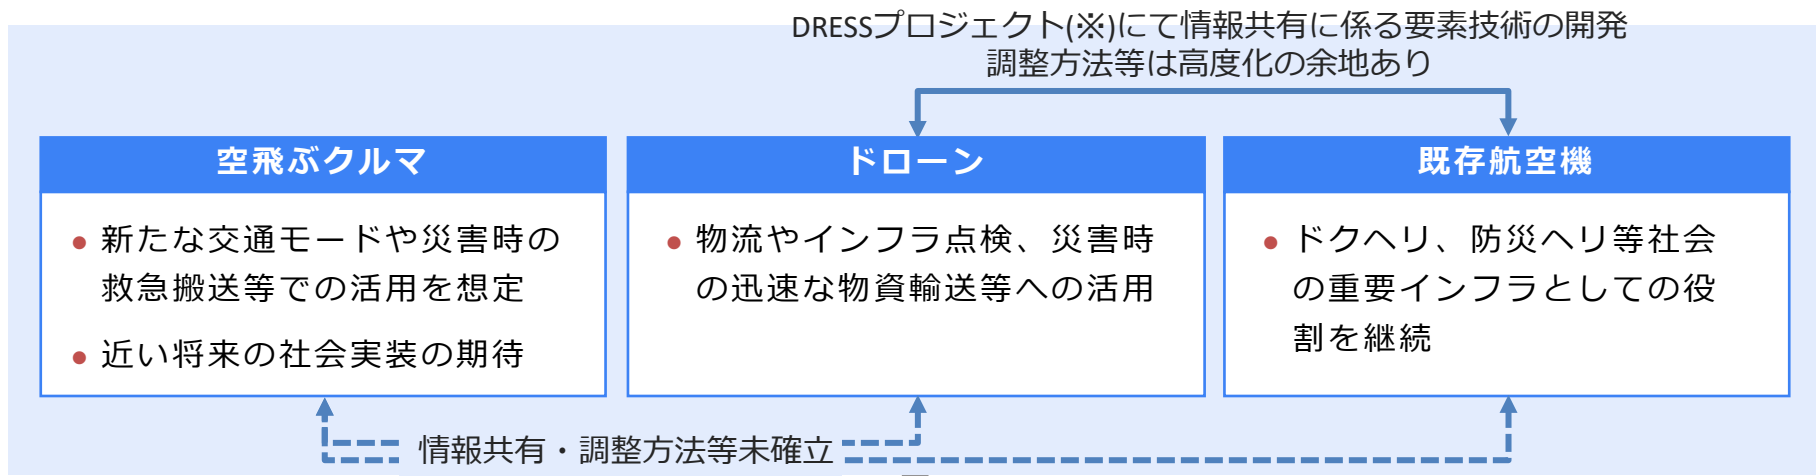 DRESSプロジェクト(※)にて情報共有に係る要素技術の開発
調整方法等は高度化の余地あり
空飛ぶクルマ
● 新たな交通モードや災害時の
救急搬送等での活用を想定
● 近い将来の社会実装の期待
ドローン
● 物流やインフラ点検、災害時
の迅速な物資輸送等への活用
既存航空機
● ドクヘリ、防災ヘリ等社会
の重要インフラとしての役
割を継続
情報共有・調整方法等未確立